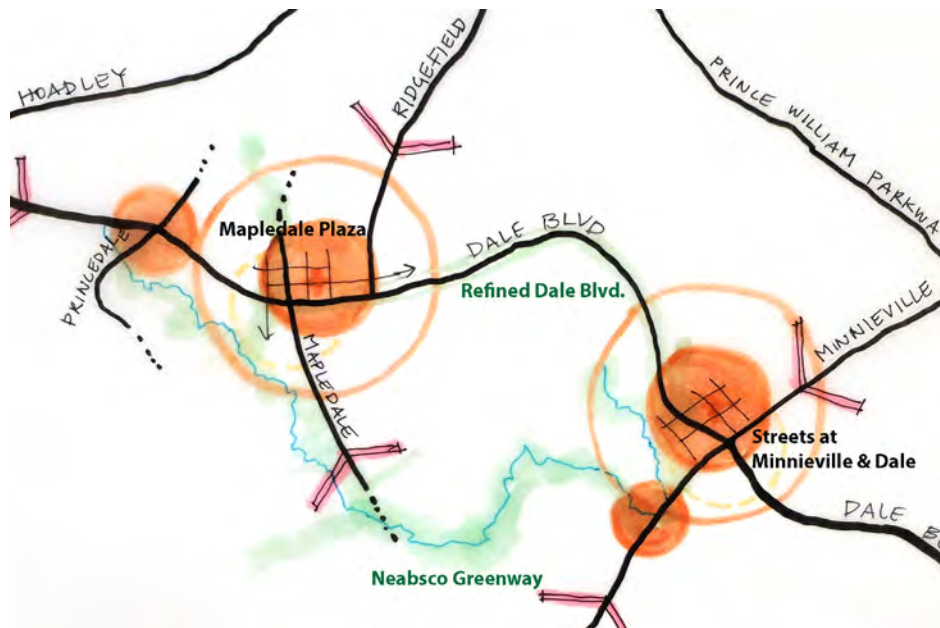 HOADLEY
RIDGEFIELD
PRINCE WILLIAM PARKWA
Mapledale Plaza
DALE BLVD
PRINCEDALE
Refined Dale Blvd.
MINNIEVILLE
MAPLEDALE
Streets at
Minnieville & Dale
DALE B
Neabsco Greenway